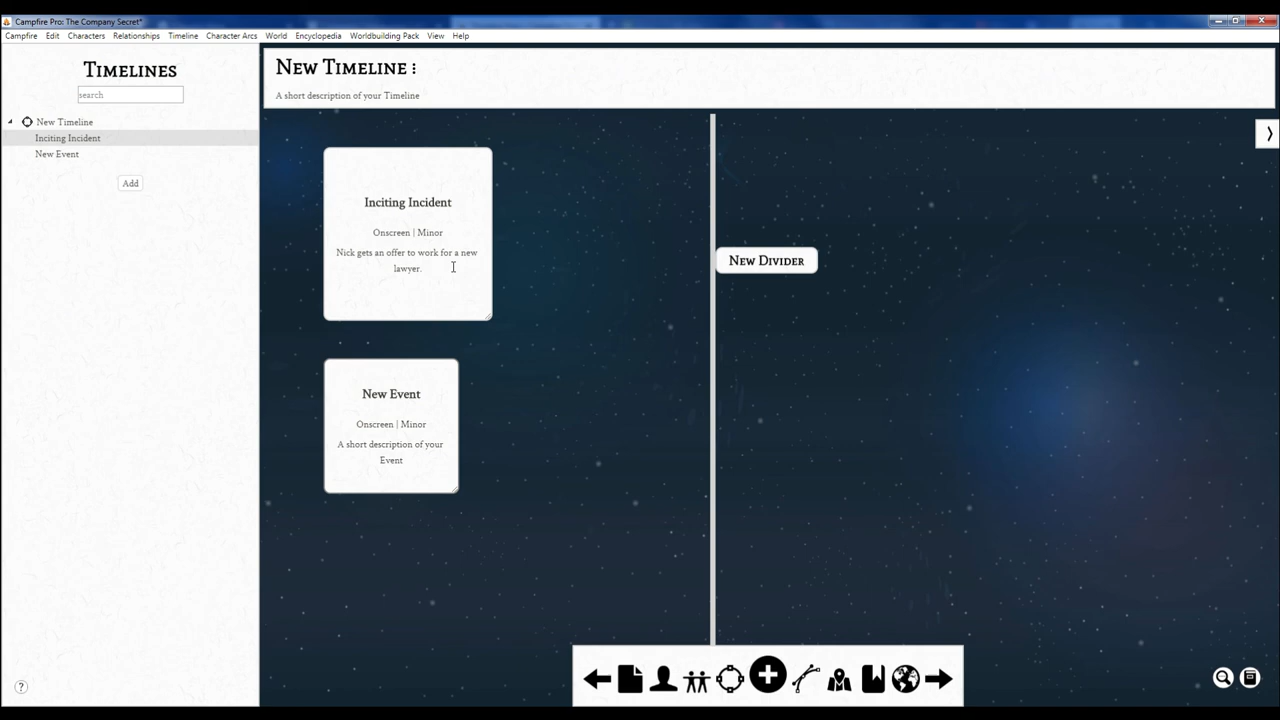 Campfire Pro: The Company Secret*
Campfire Edit Characters Relationships Timeline Character Arcs World Encyclopedia Worldbuilding Pack View Help
Timelines
search
New Timeline
Inciting Incident
New Event
Add
New Timeline
A short description of your Timeline
Inciting Incident
Onscreen | Minor
Nick gets an offer to work for a new
lawyer.
New Divider
New Event
Onscreen | Minor
A short description of your
Event